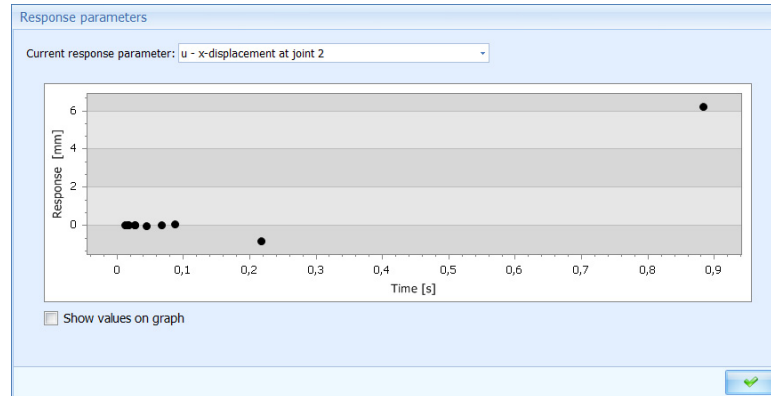 Response parameters
Current response parameter: u - x-displacement at joint 2
6
4
2
0
Response [mm]
0 0,1 0,2 0,3 0,4 0,5 0,6 0,7 0,8 0,9
Time [s]
Show values on graph